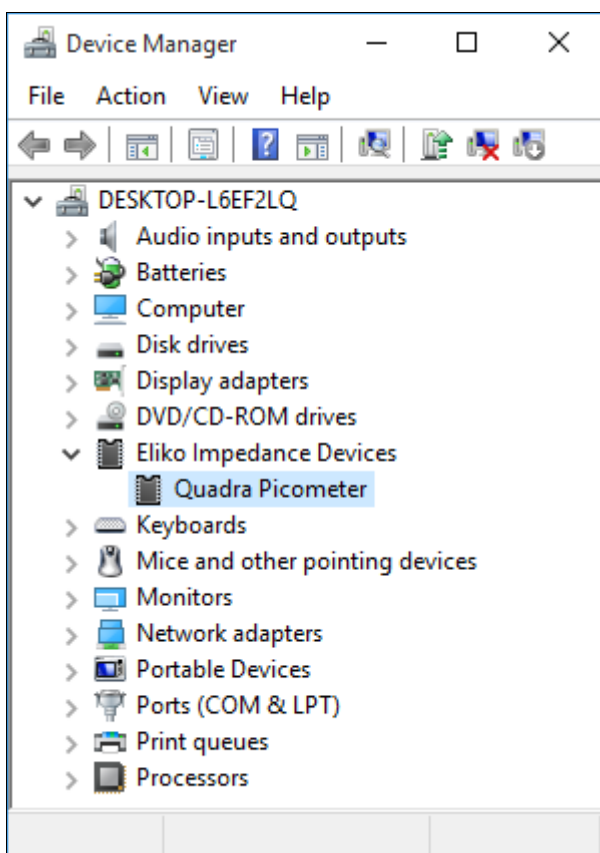 Device Manager
File Action View Help
DESKTOP-L6EF2LQ
Audio inputs and outputs
Batteries
Computer
Disk drives
Display adapters
DVD/CD-ROM drives
Eliko Impedance Devices
Quadra Picometer
Keyboards
Mice and other pointing devices
Monitors
Network adapters
Portable Devices
Ports (COM & LPT)
Print queues
Processors